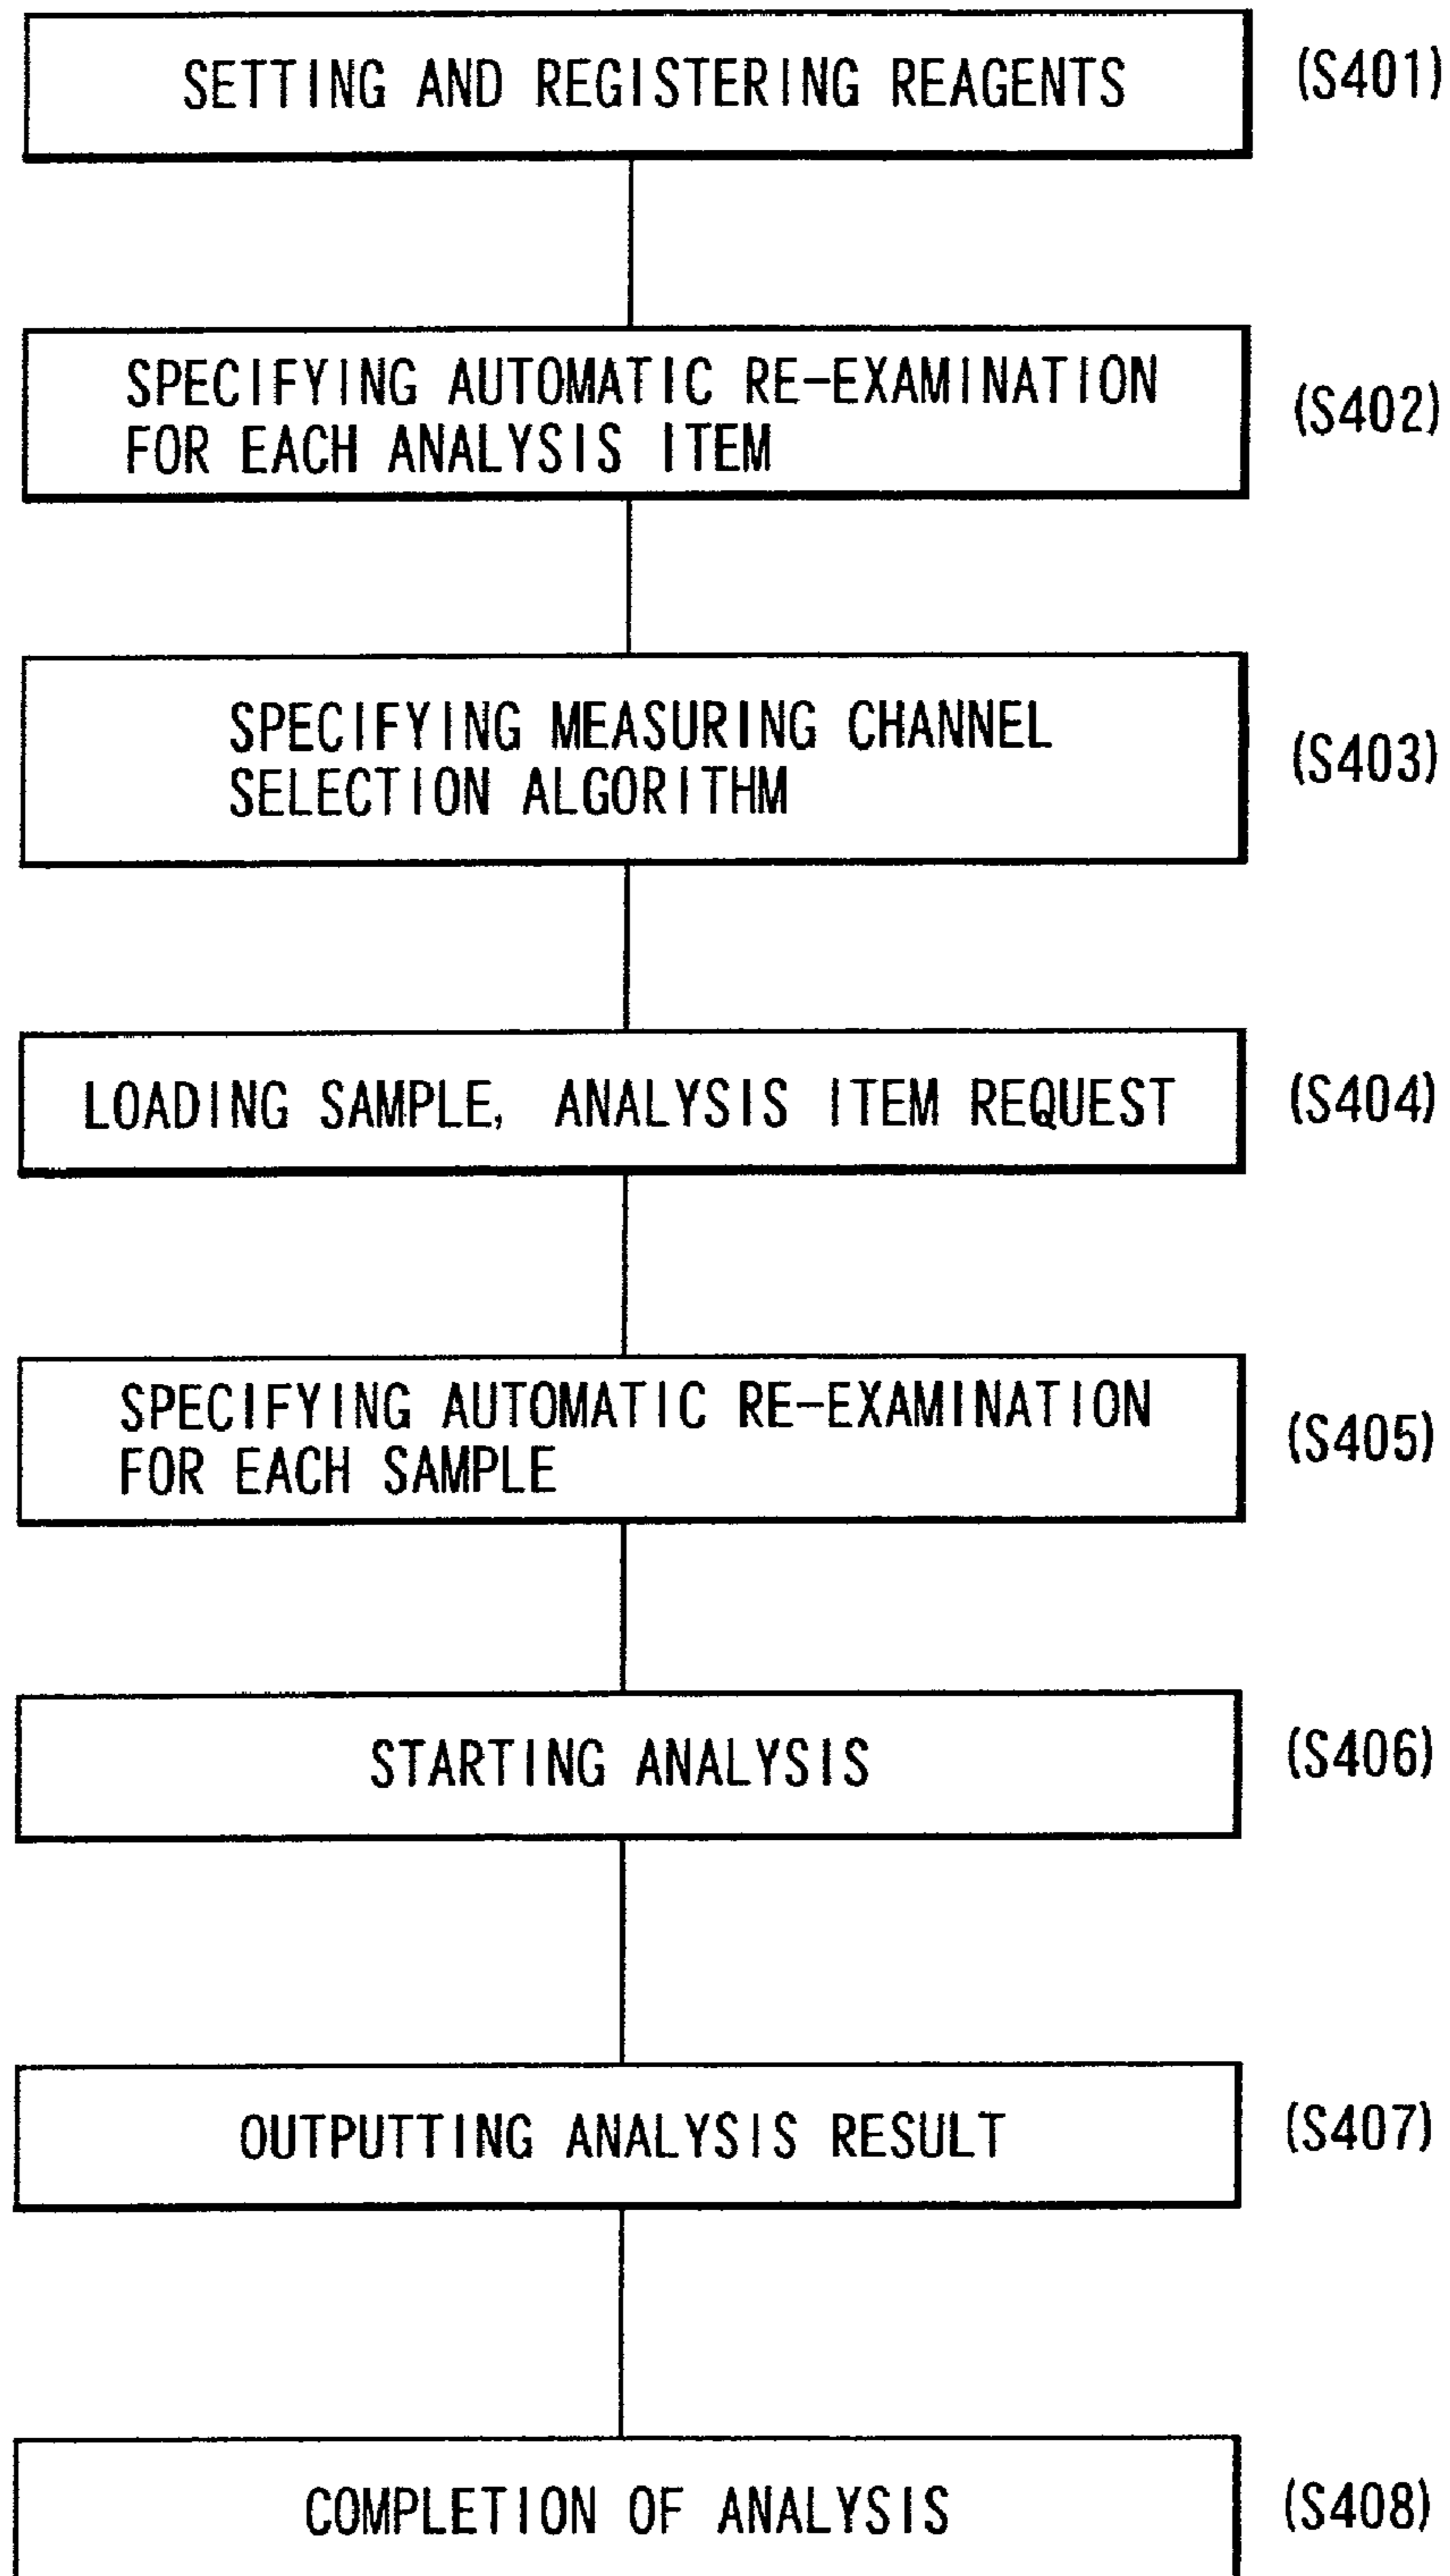 SETTING AND REGISTERING REAGENTS (S401)
SPECIFYING AUTOMATIC RE-EXAMINATION
FOR EACH ANALYSIS ITEM
(S402)
SPECIFYING MEASURING CHANNEL
SELECTION ALGORITHM
(S403)
LOADING SAMPLE, ANALYSIS ITEM REQUEST (S404)
SPECIFYING AUTOMATIC RE-EXAMINATION
FOR EACH SAMPLE
(S405)
STARTING ANALYSIS (S406)
OUTPUTTING ANALYSIS RESULT (S407)
COMPLETION OF ANALYSIS (S408)